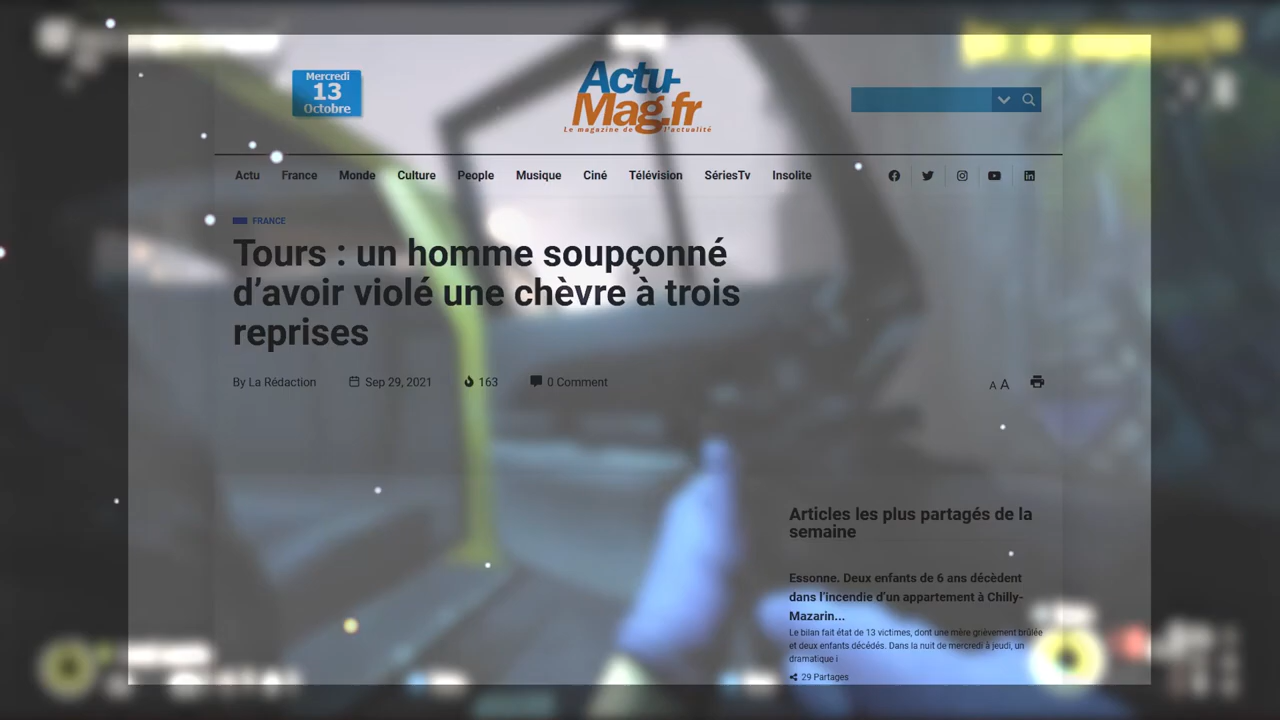 Mercredi
13
Octobre
Actu-
Mag.fr
Le magazine de l'actualité
Actu France Monde Culture People Musique Ciné Télévision SériesTv Insolite
FRANCE
Tours : un homme soupçonné
d’avoir violé une chèvre à trois
reprises
By La Rédaction Sep 29, 2021 163 0 Comment
A A
Articles les plus partagés de la
semaine
Essonne. Deux enfants de 6 ans décèdent
dans l’incendie d’un appartement à Chilly-
Mazarin...
Le bilan fait état de 13 victimes, dont une mère grièvement brûlée
et deux enfants décédés. Dans la nuit de mercredi à jeudi, un
dramatique i
29 Partages